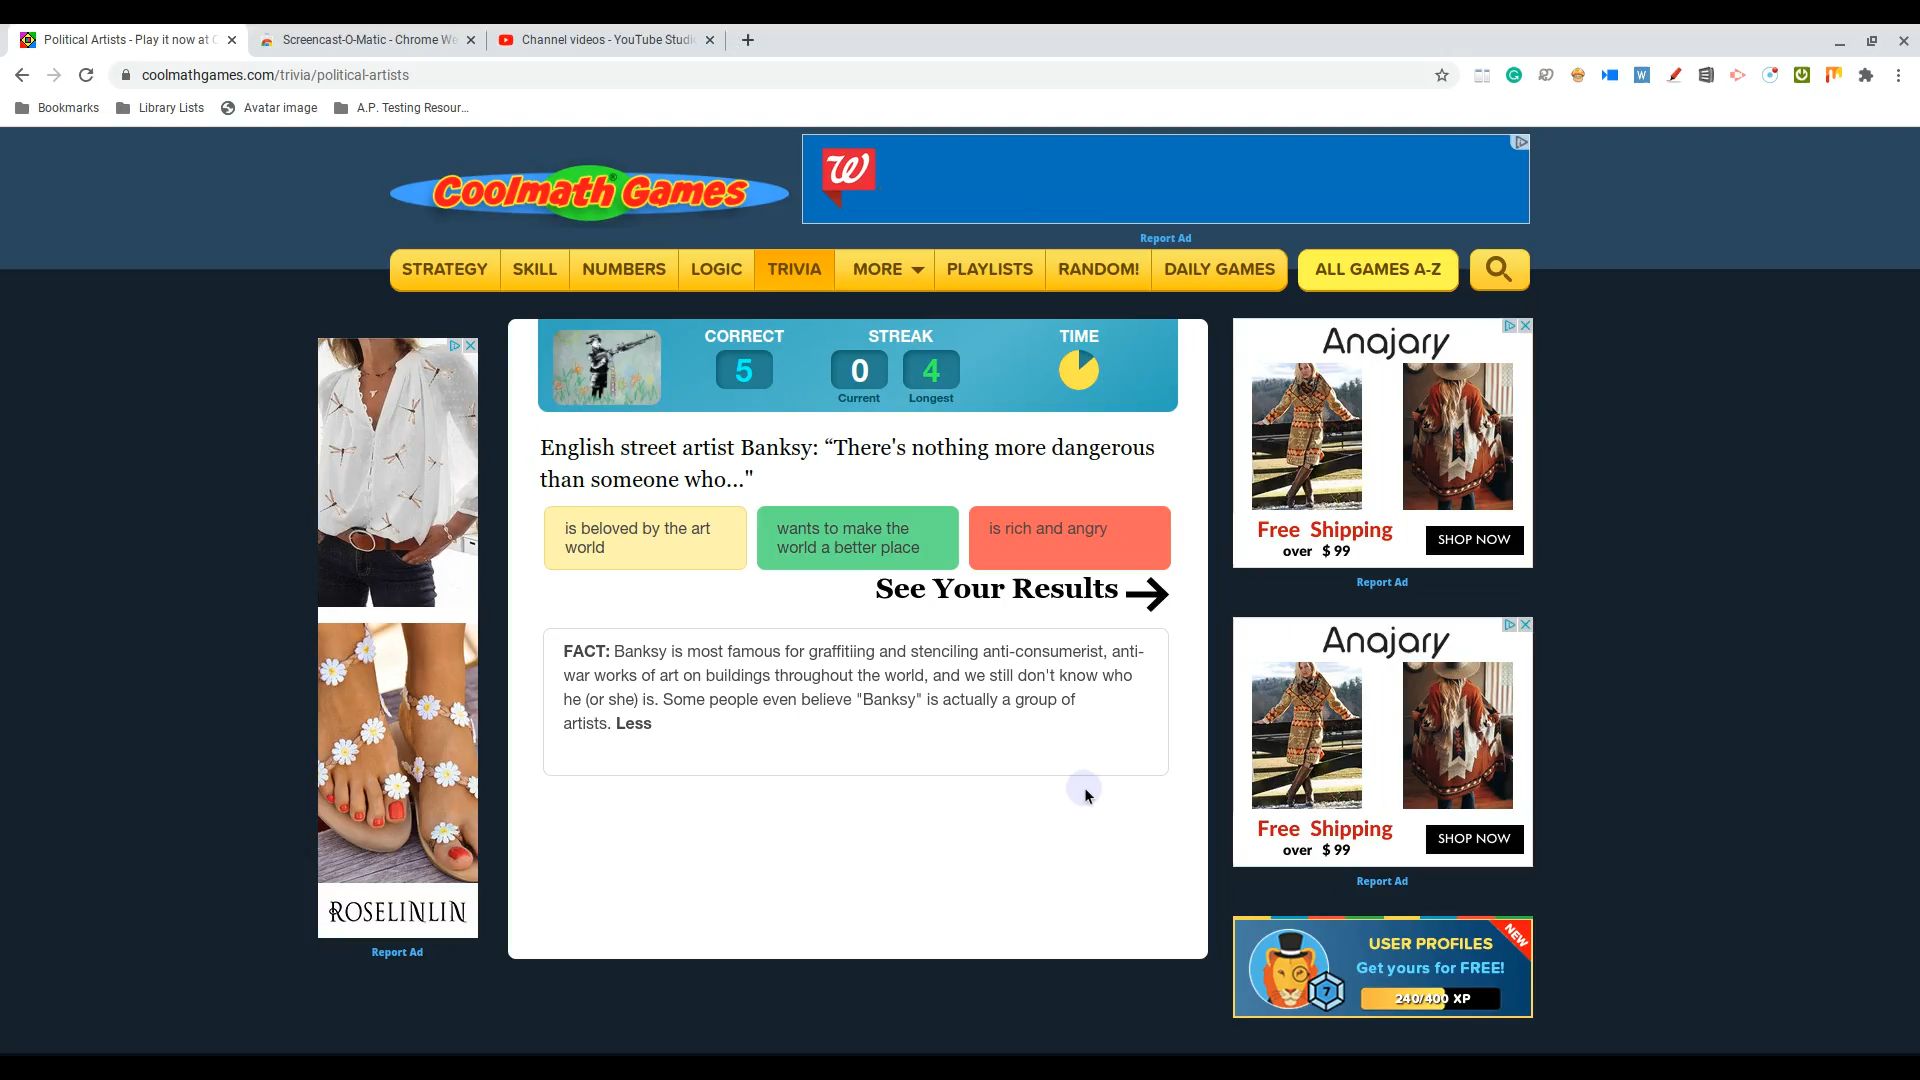 Political Artists - Play it now at C
Screencast-O-Matic - Chrome We
Channel videos - YouTube Studi
coolmathgames.com/trivia/political-artists
Bookmarks
Library Lists
Avatar image
A.P. Testing Resour...
Coolmath Games
W
Report Ad
STRATEGY
SKILL
NUMBERS
LOGIC
TRIVIA
MORE
PLAYLISTS
RANDOM!
DAILY GAMES
ALL GAMES A-Z
CORRECT
STREAK
TIME
5
0
4
Current
Longest
English street artist Banksy: “There's nothing more dangerous
than someone who..."
is beloved by the art
world
wants to make the
world a better place
is rich and angry
See Your Results
FACT: Banksy is most famous for graffitiing and stenciling anti-consumerist, anti-
war works of art on buildings throughout the world, and we still don't know who
he (or she) is. Some people even believe "Banksy" is actually a group of
artists. Less
ROSELINLIN
Report Ad
Anajary
Free Shipping
over $ 99
SHOP NOW
Report Ad
Anajary
Free Shipping
over $ 99
SHOP NOW
Report Ad
NEW
USER PROFILES
Get yours for FREE!
7
240/400 XP